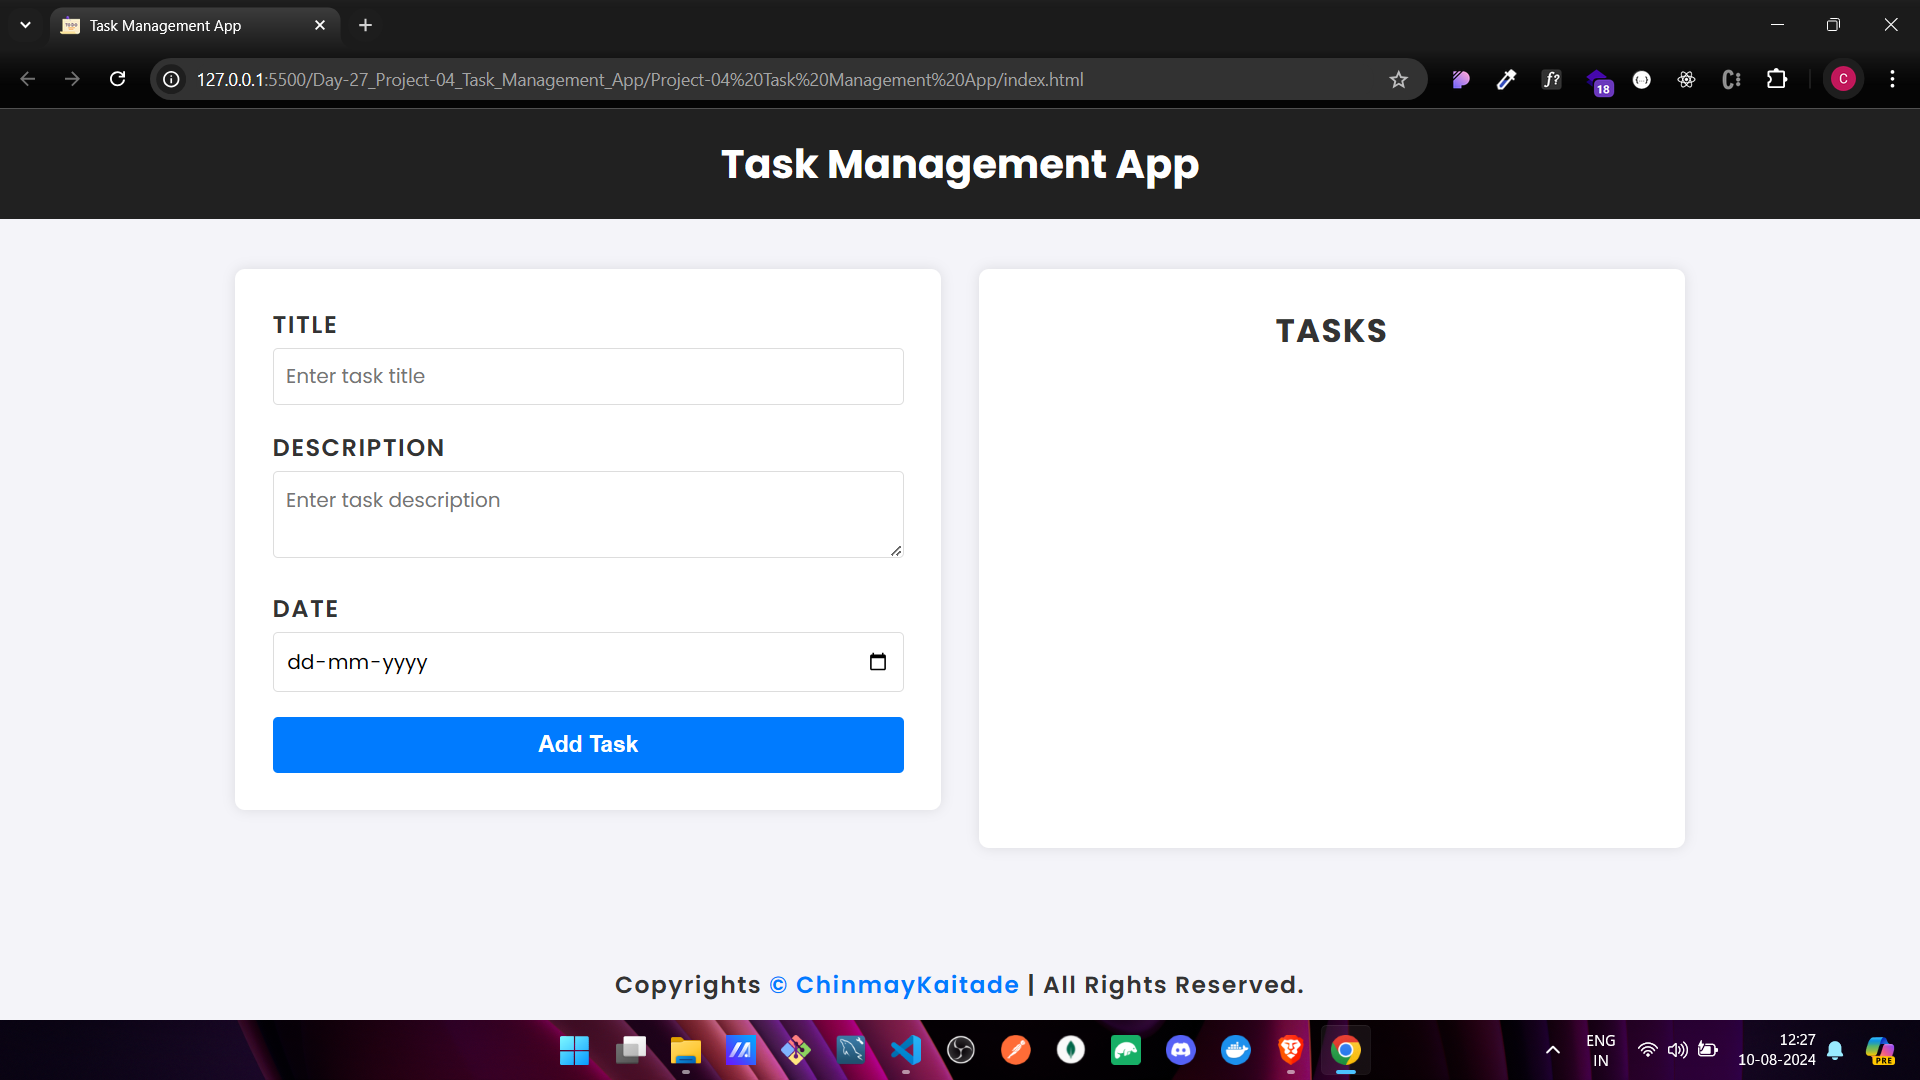 Task Management App
127.0.0.1:5500/Day-27_Project-04_Task_Management_App/Project-04%20Task%20Management%20App/index.html
f?
18
C
Task Management App
TITLE
Enter task title
DESCRIPTION
Enter task description
DATE
dd-mm-yyyy
Add Task
TASKS
Copyrights © ChinmayKaitade | All Rights Reserved.
ENG
IN
12:27
10-08-2024
PRE